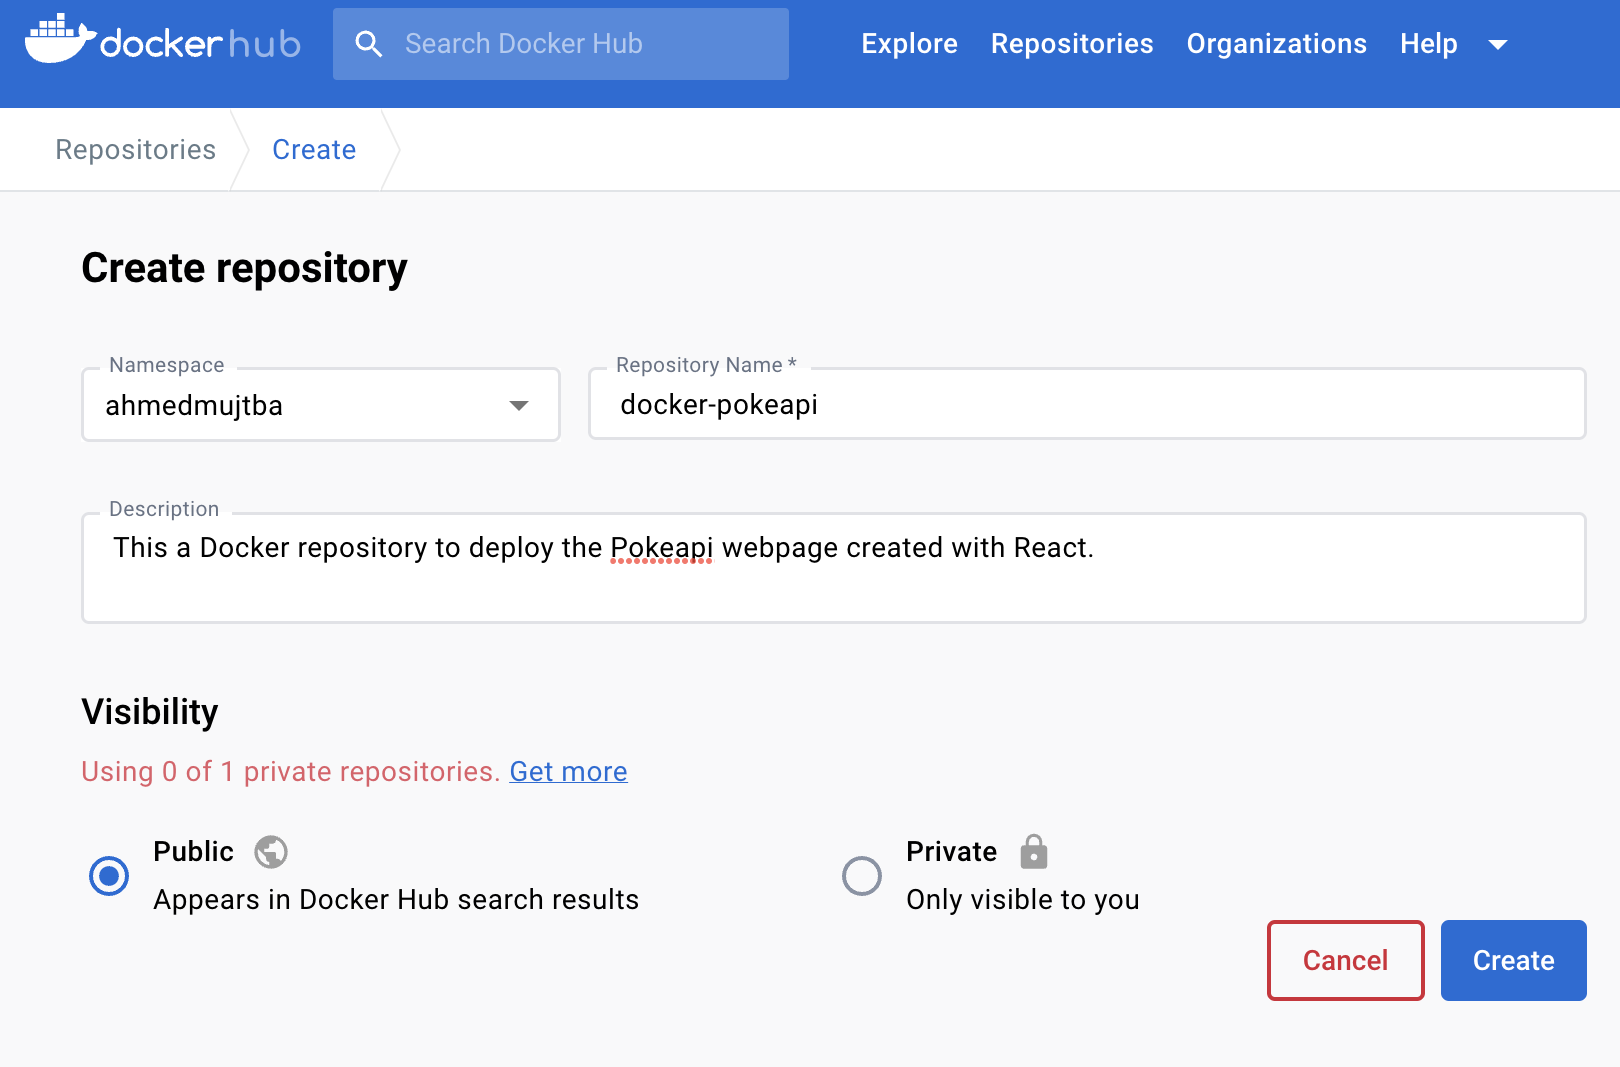 docker hub
Search Docker Hub
Explore Repositories Organizations Help
Repositories Create
Create repository
Namespace Repository Name *
ahmedmujtba docker-pokeapi
Description
This a Docker repository to deploy the Pokeapi webpage created with React.
Visibility
Using 0 of 1 private repositories. Get more
Public
Appears in Docker Hub search results
Private
Only visible to you
Cancel Create